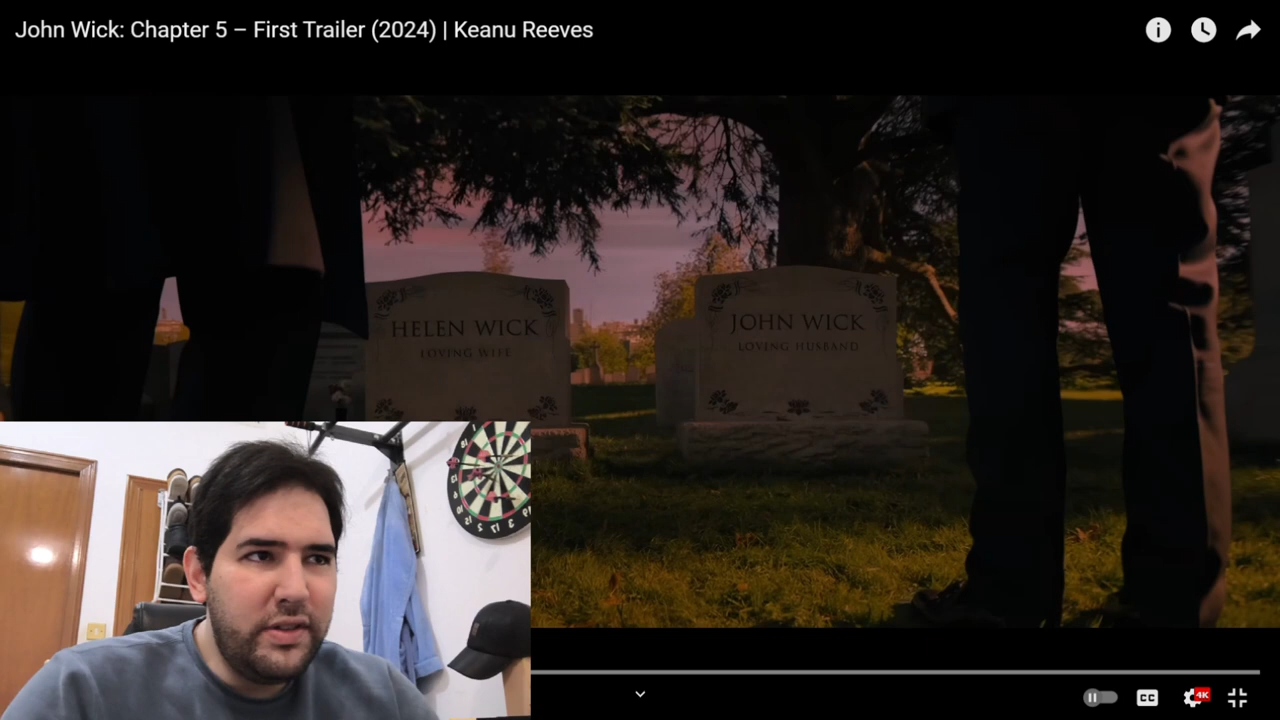 John Wick: Chapter 5 – First Trailer (2024) | Keanu Reeves
HELEN WICK
LOVING WIFE
JOHN WICK
LOVING HUSBAND
CC
4K